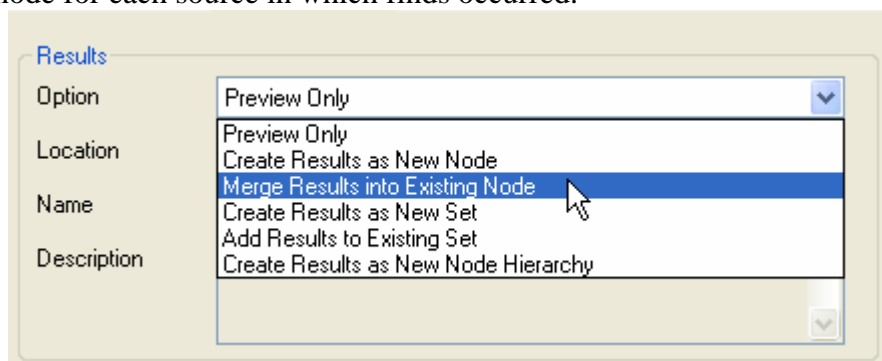 node for each source in which finds occurred.
Results
Option Preview Only
Preview Only
Location
Create Results as New Node
Merge Results into Existing Node
Name
Create Results as New Set
Add Results to Existing Set
Description
Create Results as New Node Hierarchy